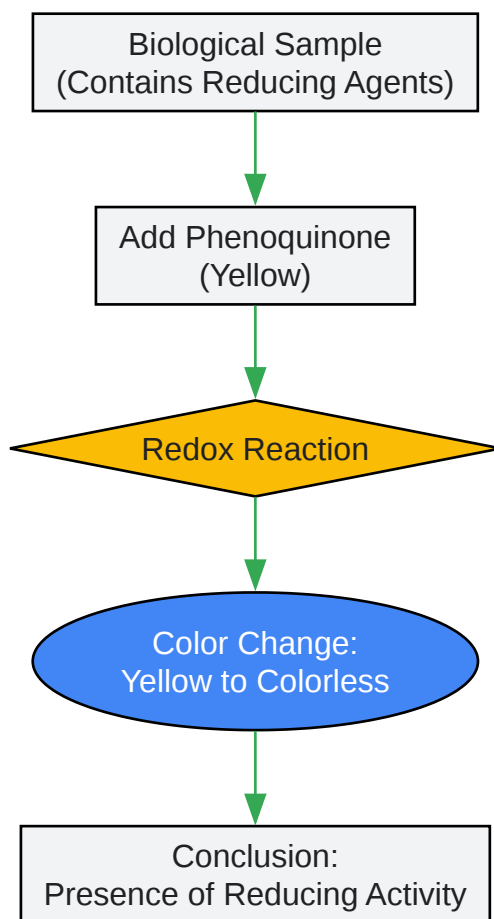 Biological Sample
(Contains Reducing Agents)
Add Phenoquinone
(Yellow)
Redox Reaction
Color Change:
Yellow to Colorless
Conclusion:
Presence of Reducing Activity